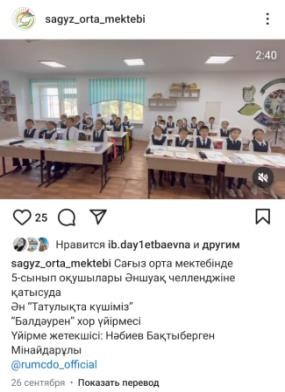 sagyz_orta_mektebi
2:40
25
Нравится ib.day1etbaevna и другим
sagyz_orta_mektebi Сағыз орта мектебінде
5-сынып оқушылары Әншуақ челленджіне
қатысуда
Ән "Татулықта күшіміз"
"Балдәурен" хор үйірмесі
Үйірме жетекшісі: Нәбиев Бақтыберген
Мінайдарұлы
@rumcdo_official
26 сентября • Показать перевод